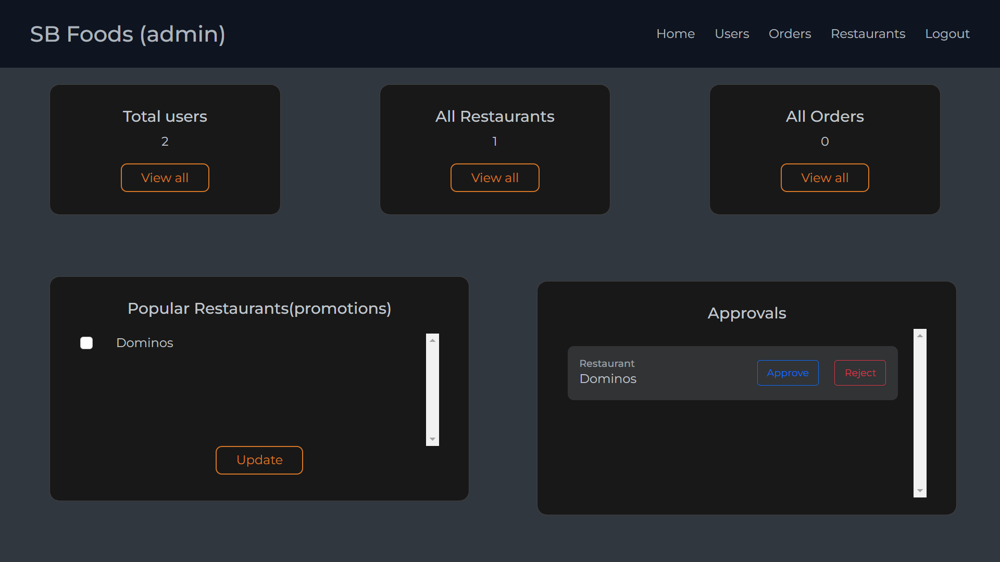 SB Foods (admin)
Home Users Orders Restaurants Logout
Total users
2
View all
All Restaurants
1
View all
All Orders
0
View all
Popular Restaurants(promotions)
Dominos
Update
Approvals
Restaurant
Dominos
Approve
Reject